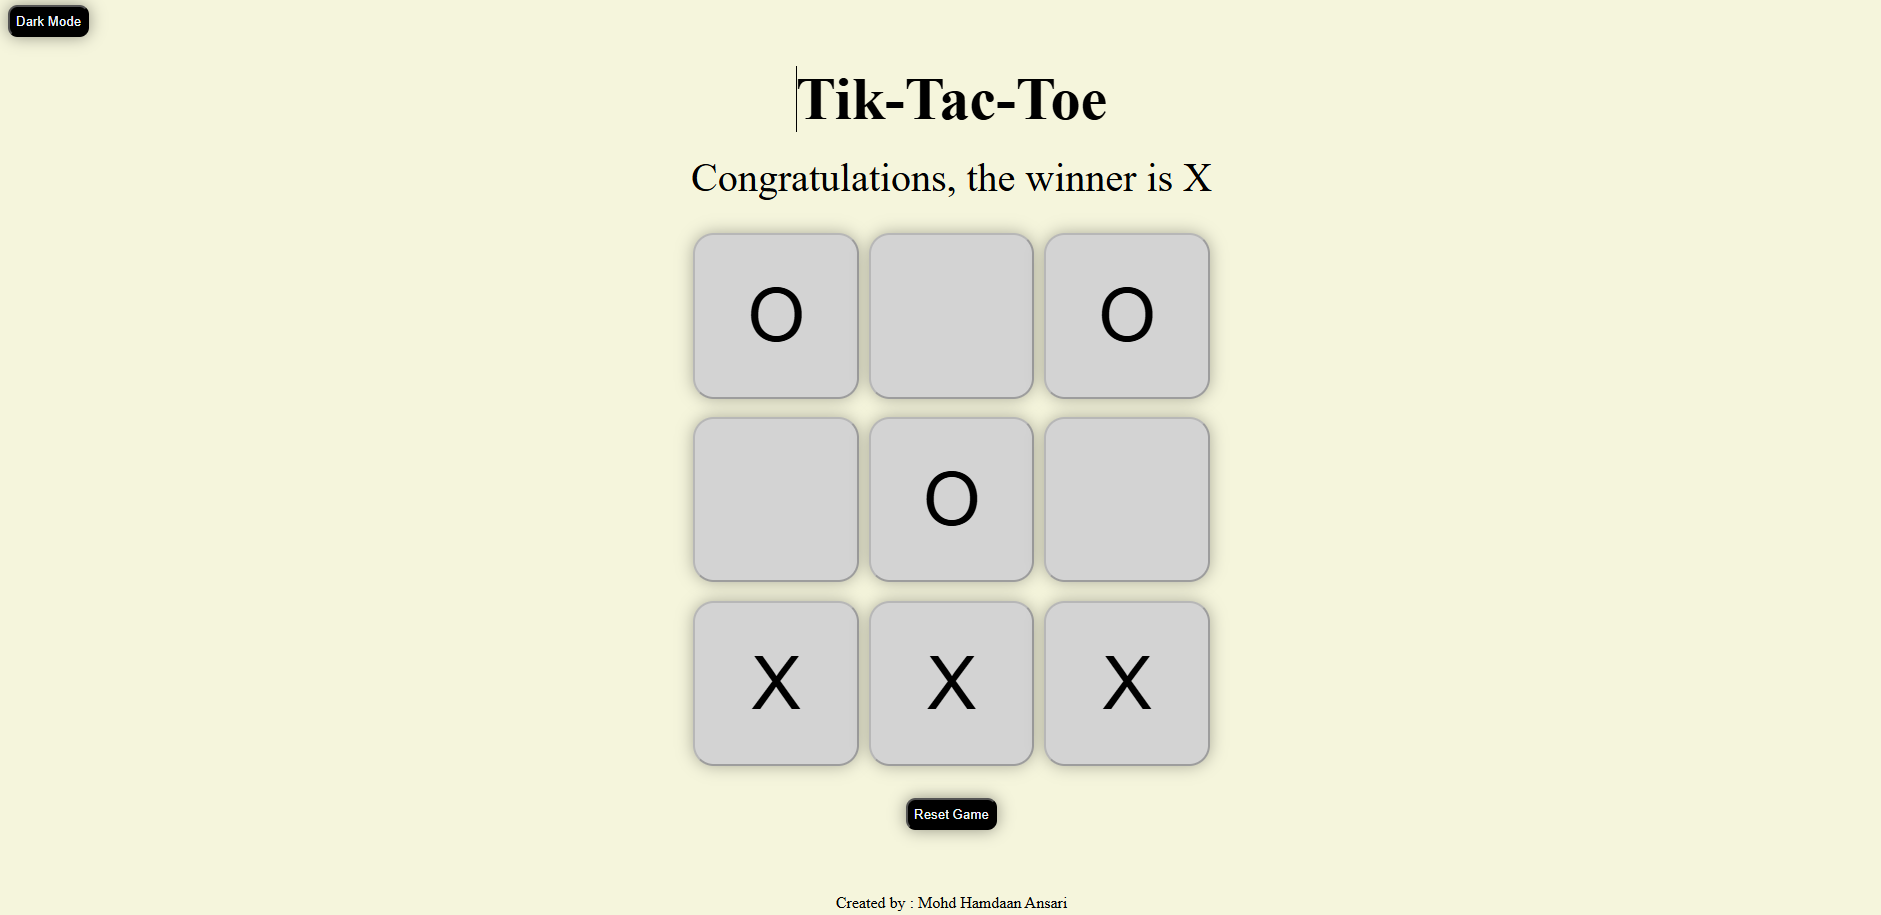 Dark Mode
Tik-Tac-Toe
Congratulations, the winner is X
O O
O
X X X
Reset Game
Created by : Mohd Hamdaan Ansari